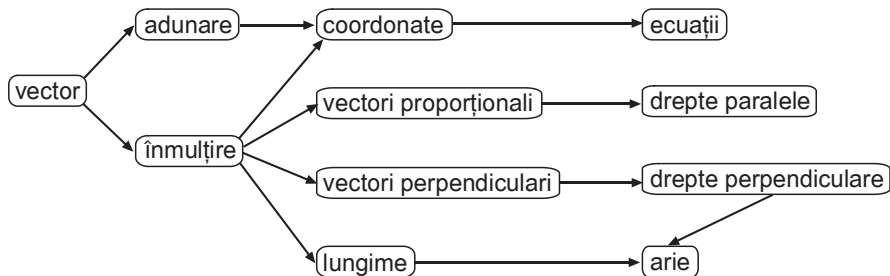 adunare
coordonate
ecuații
vector
vectori proporționali
drepte paralele
înmulțire
vectori perpendiculari
drepte perpendiculare
lungime
arie